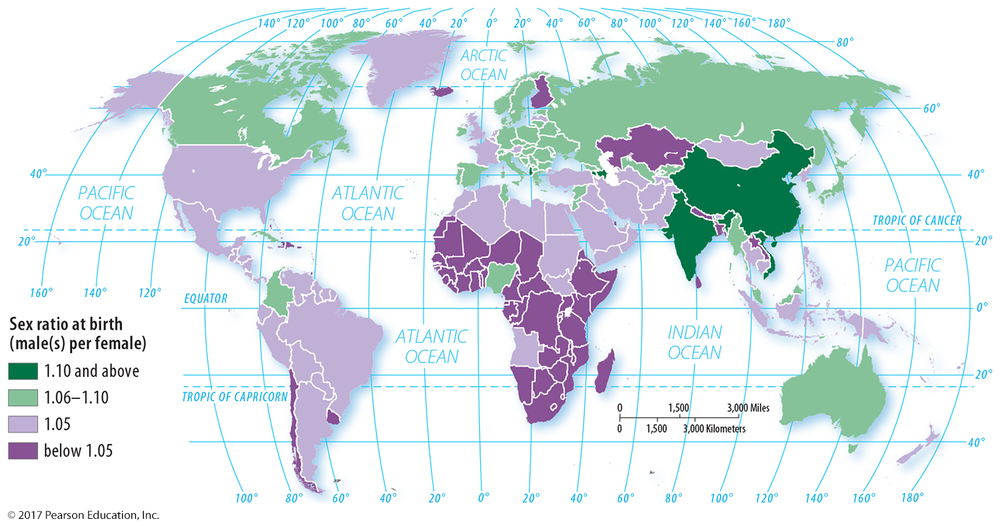 140° 120° 100° 80° 60° 40° 20° 0° 20° 40° 60° 80° 100° 120° 140° 160° 180°
80°
ARCTIC
OCEAN
60°
40°
40°
PACIFIC
OCEAN
ATLANTIC
OCEAN
TROPIC OF CANCER
20°
20°
PACIFIC
OCEAN
160° 140° 120°
EQUATOR
0°
Sex ratio at birth
(male(s) per female)
1.10 and above
1.06–1.10
1.05
below 1.05
ATLANTIC
OCEAN
INDIAN
OCEAN
20°
TROPIC OF CAPRICORN
0 1,500 3,000 Miles
0 1,500 3,000 Kilometers
40°
100° 80° 60° 40° 20° 0° 20° 40° 60° 80° 100° 120° 140° 160° 180°
© 2017 Pearson Education, Inc.